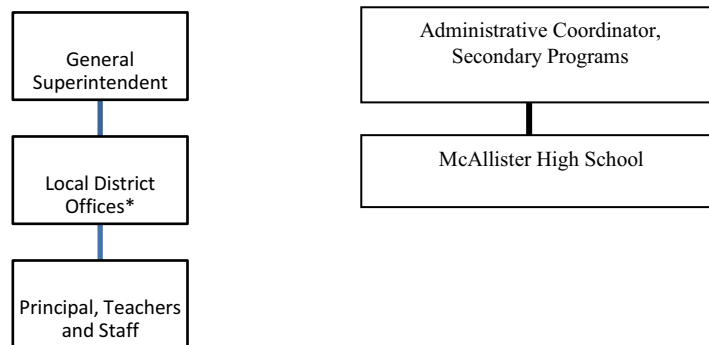 General
Superintendent
Local District
Offices*
Principal, Teachers
and Staff
Administrative Coordinator,
Secondary Programs
McAllister High School